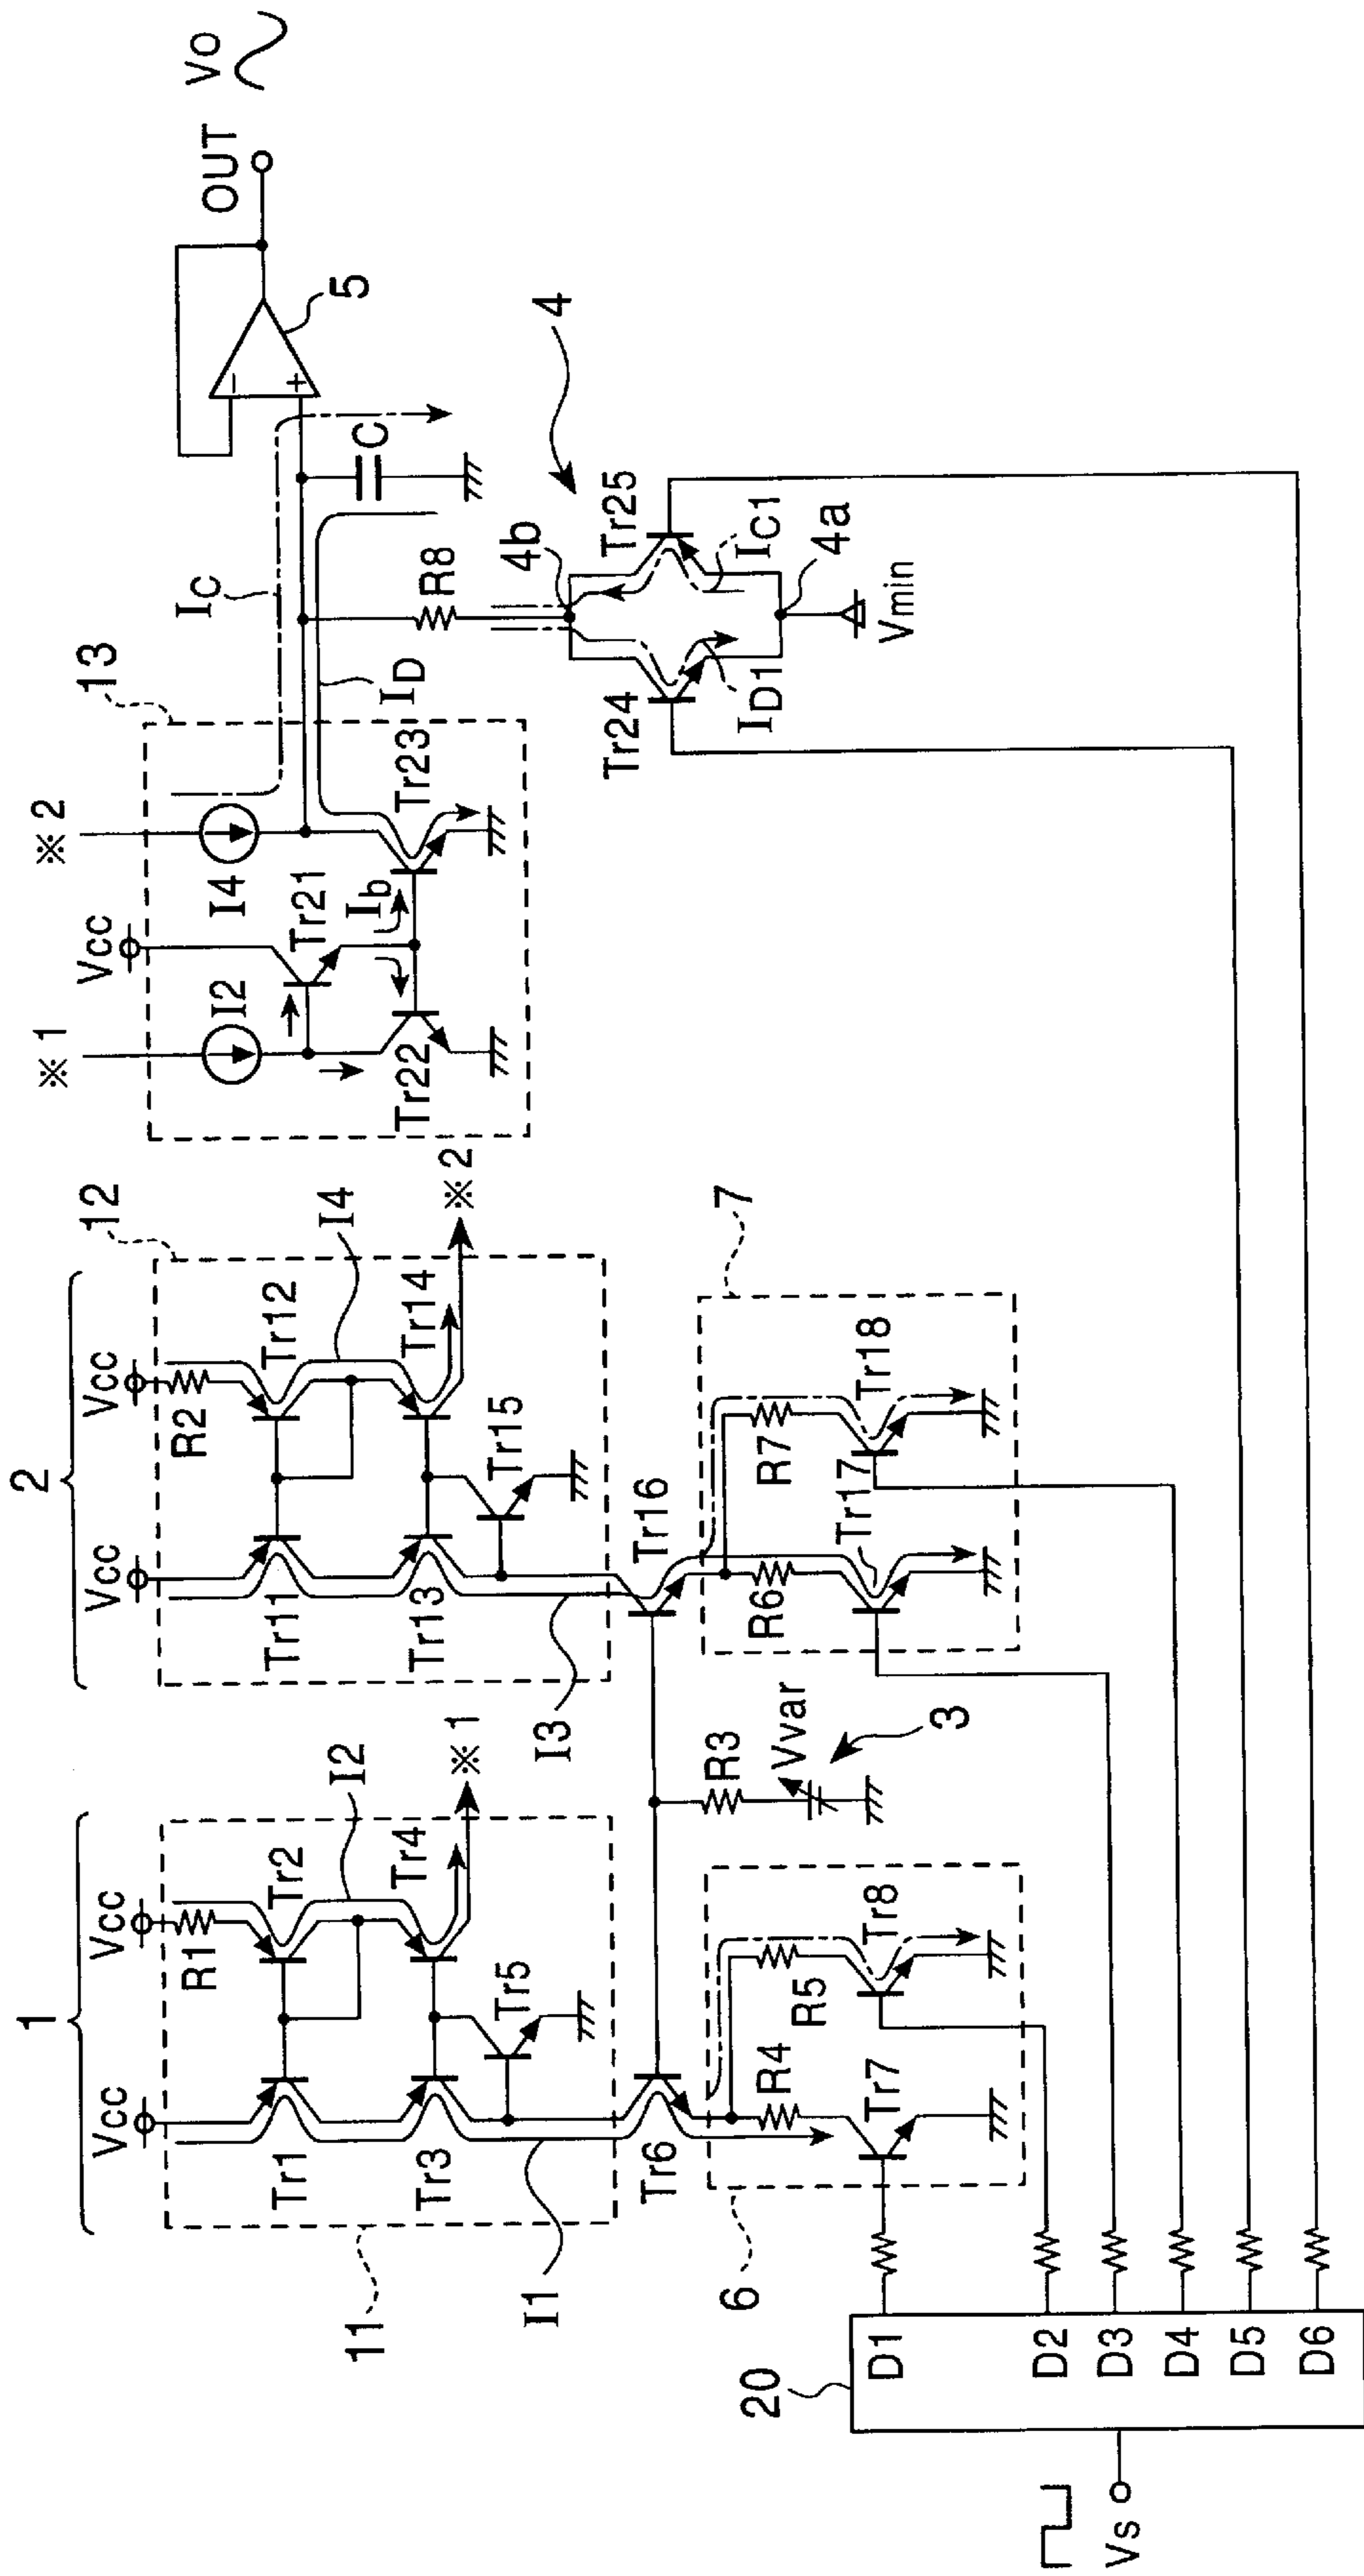 1
2
Vcc
Vcc
Vcc
Vcc
※1
Vcc
※2
13
OUT
Vo
R1
R2
12
I2
I4
IC
5
Tr1
Tr2
Tr11
Tr12
Tr21
I4
I2
I4
Tr3
Tr4
Tr13
Tr14
Tr22
Ib
Tr23
ID
C
11
I1
Tr5
※1
I3
Tr15
※2
R8
4b
4
Tr6
R3
Tr16
7
Tr24
Tr25
6
R4
R5
Vvar
R6
R7
ID1
IC1
Tr7
Tr8
3
Tr17
Tr18
4a
Vmin
20
D1
D2
D3
D4
D5
D6
Vs